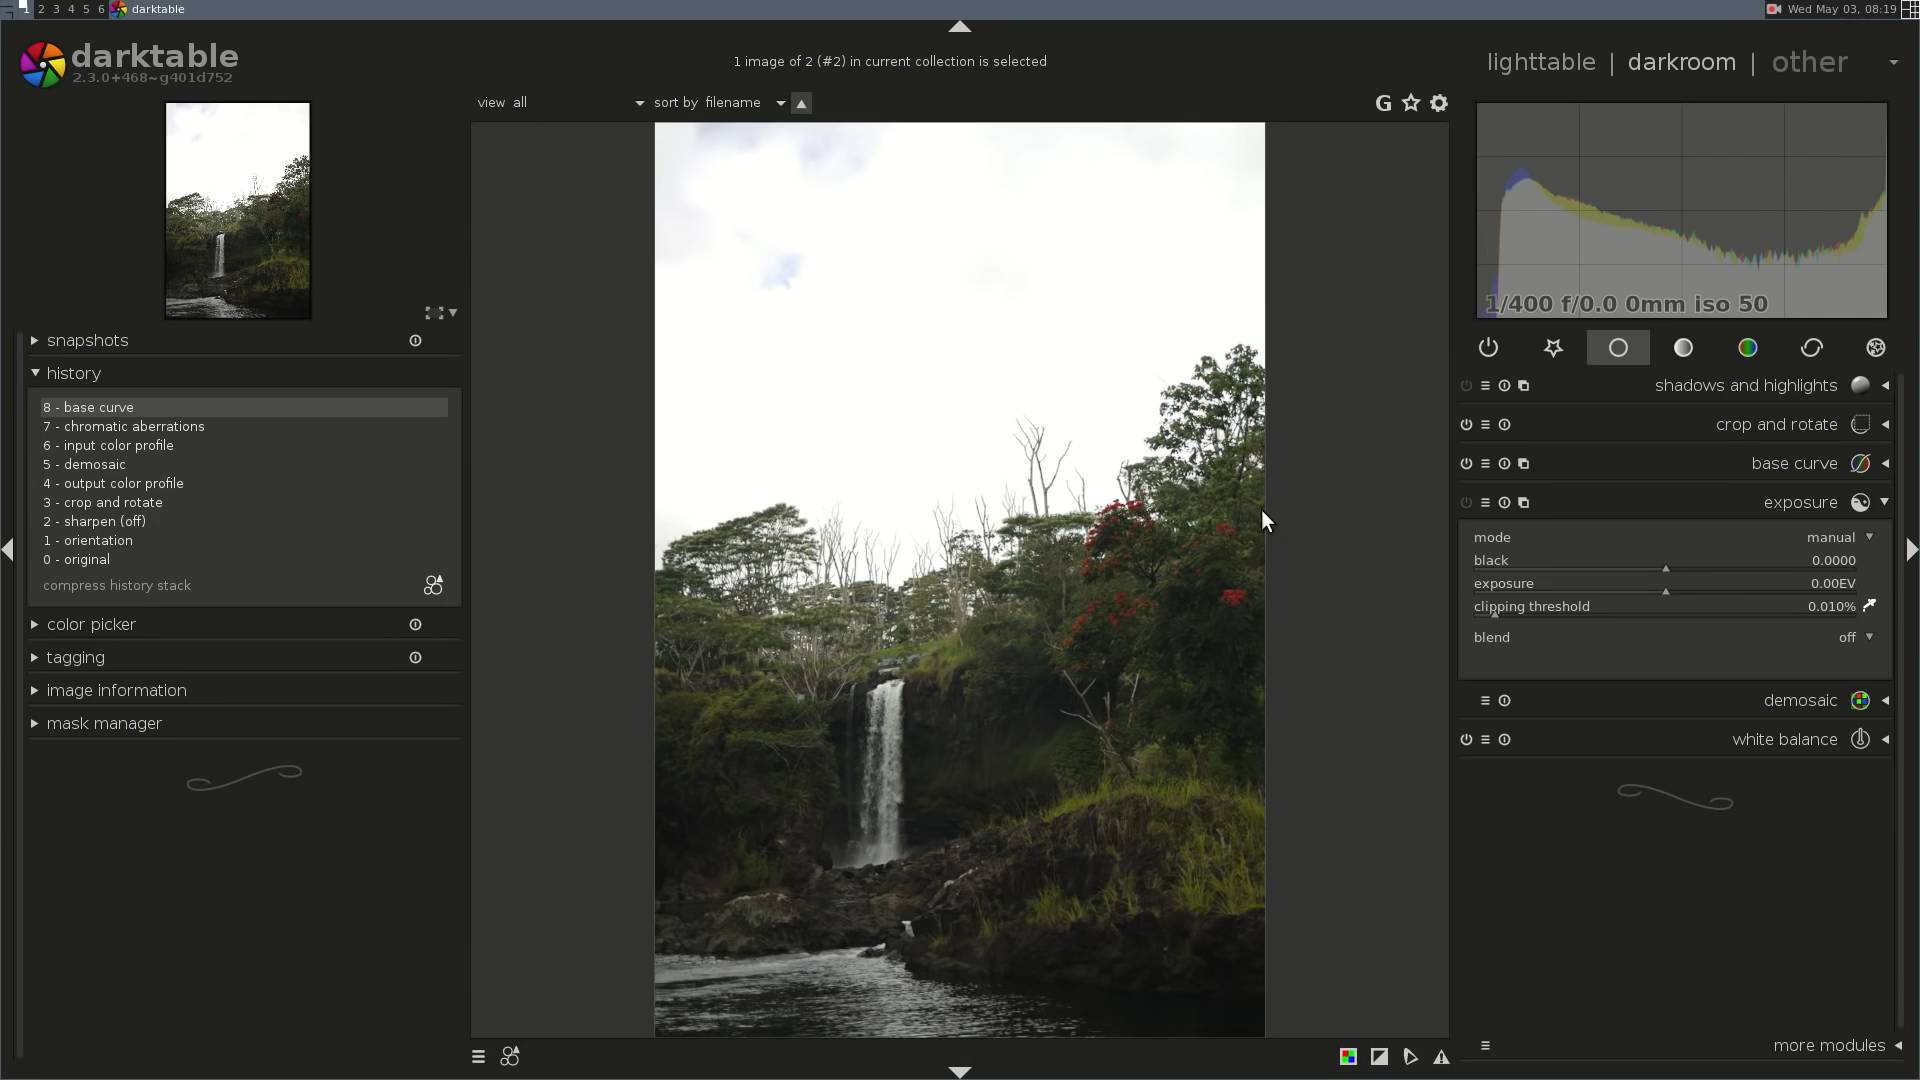 1 2 3 4 5 6 darktable
Wed May 03, 08:19
darktable
2.3.0+468~g401d752
1 image of 2 (#2) in current collection is selected
lighttable | darkroom | other
view all
sort by filename
G
snapshots
history
8 - base curve
7 - chromatic aberrations
6 - input color profile
5 - demosaic
4 - output color profile
3 - crop and rotate
2 - sharpen (off)
1 - orientation
0 - original
compress history stack
color picker
tagging
image information
mask manager
1/400 f/0.0 0mm iso 50
shadows and highlights
crop and rotate
base curve
exposure
mode manual
black 0.0000
exposure 0.00EV
clipping threshold 0.010%
blend off
demosaic
white balance
more modules